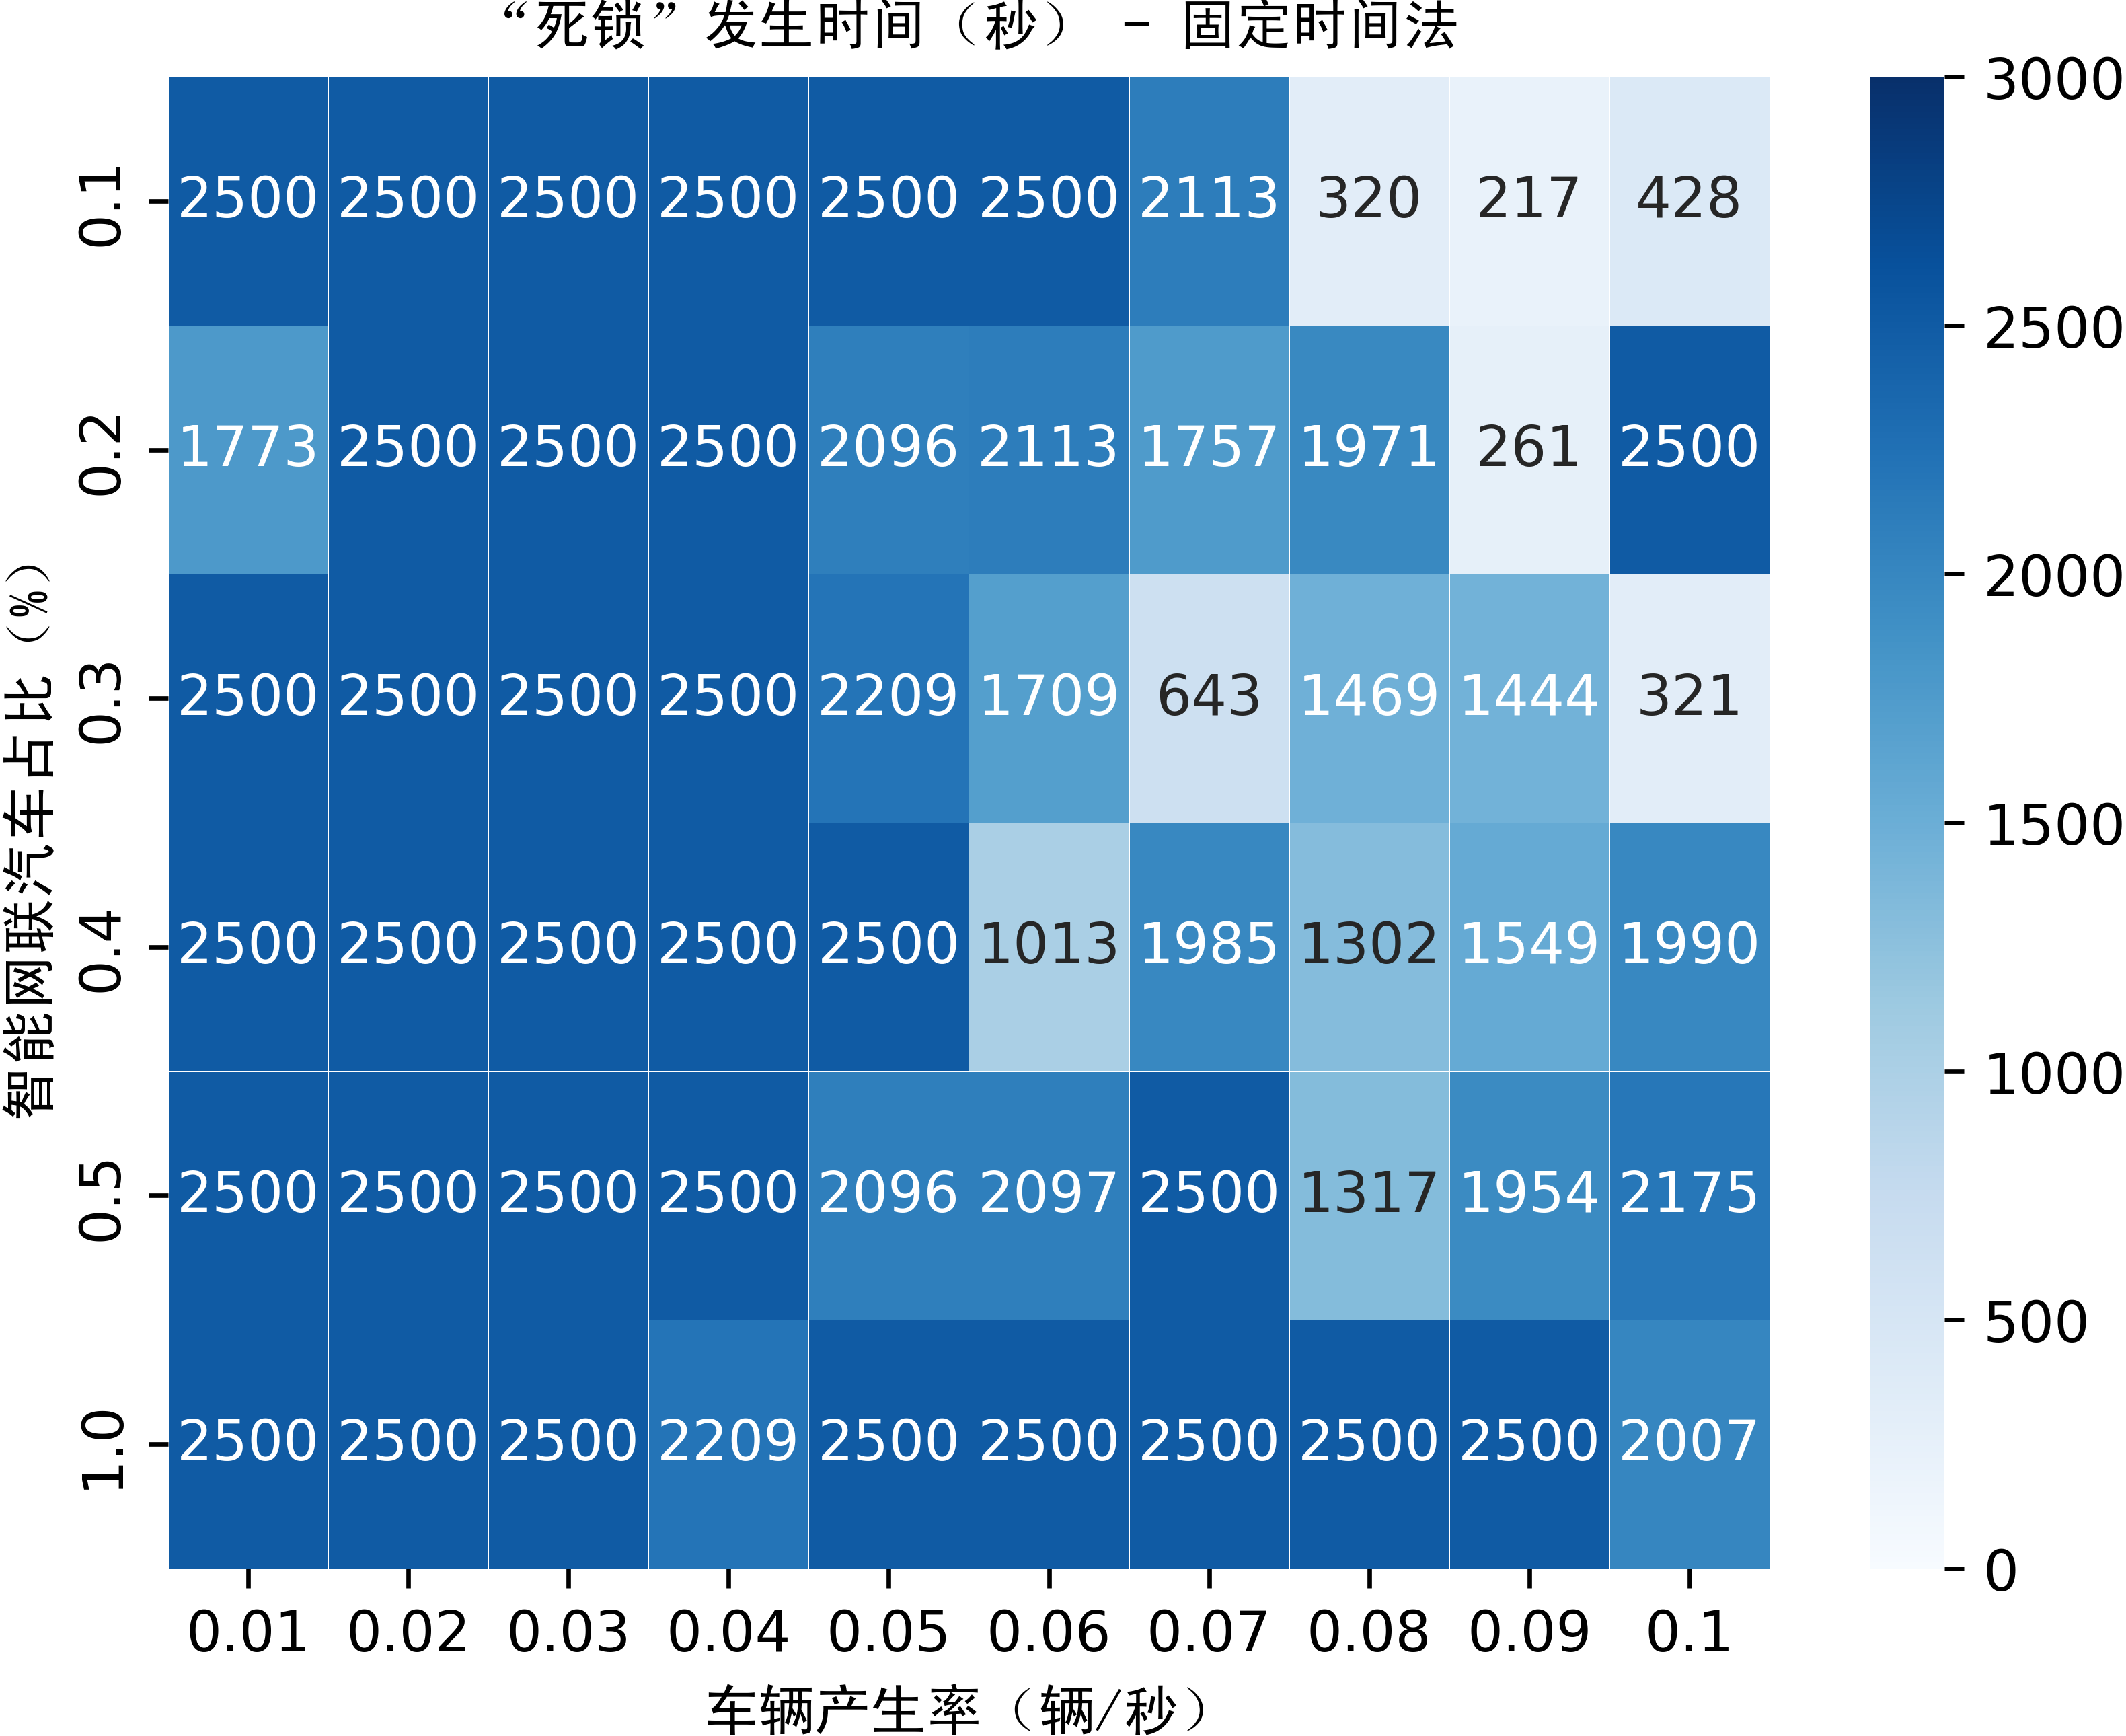 “死锁”发生时间（秒） - 固定时间法
智能网联汽车占比（%）
0.1 2500 2500 2500 2500 2500 2500 2113 320 217 428
0.2 1773 2500 2500 2500 2096 2113 1757 1971 261 2500
0.3 2500 2500 2500 2500 2209 1709 643 1469 1444 321
0.4 2500 2500 2500 2500 2500 1013 1985 1302 1549 1990
0.5 2500 2500 2500 2500 2096 2097 2500 1317 1954 2175
1.0 2500 2500 2500 2209 2500 2500 2500 2500 2500 2007
0.01 0.02 0.03 0.04 0.05 0.06 0.07 0.08 0.09 0.1
车辆产生率（辆/秒）
3000
2500
2000
1500
1000
500
0